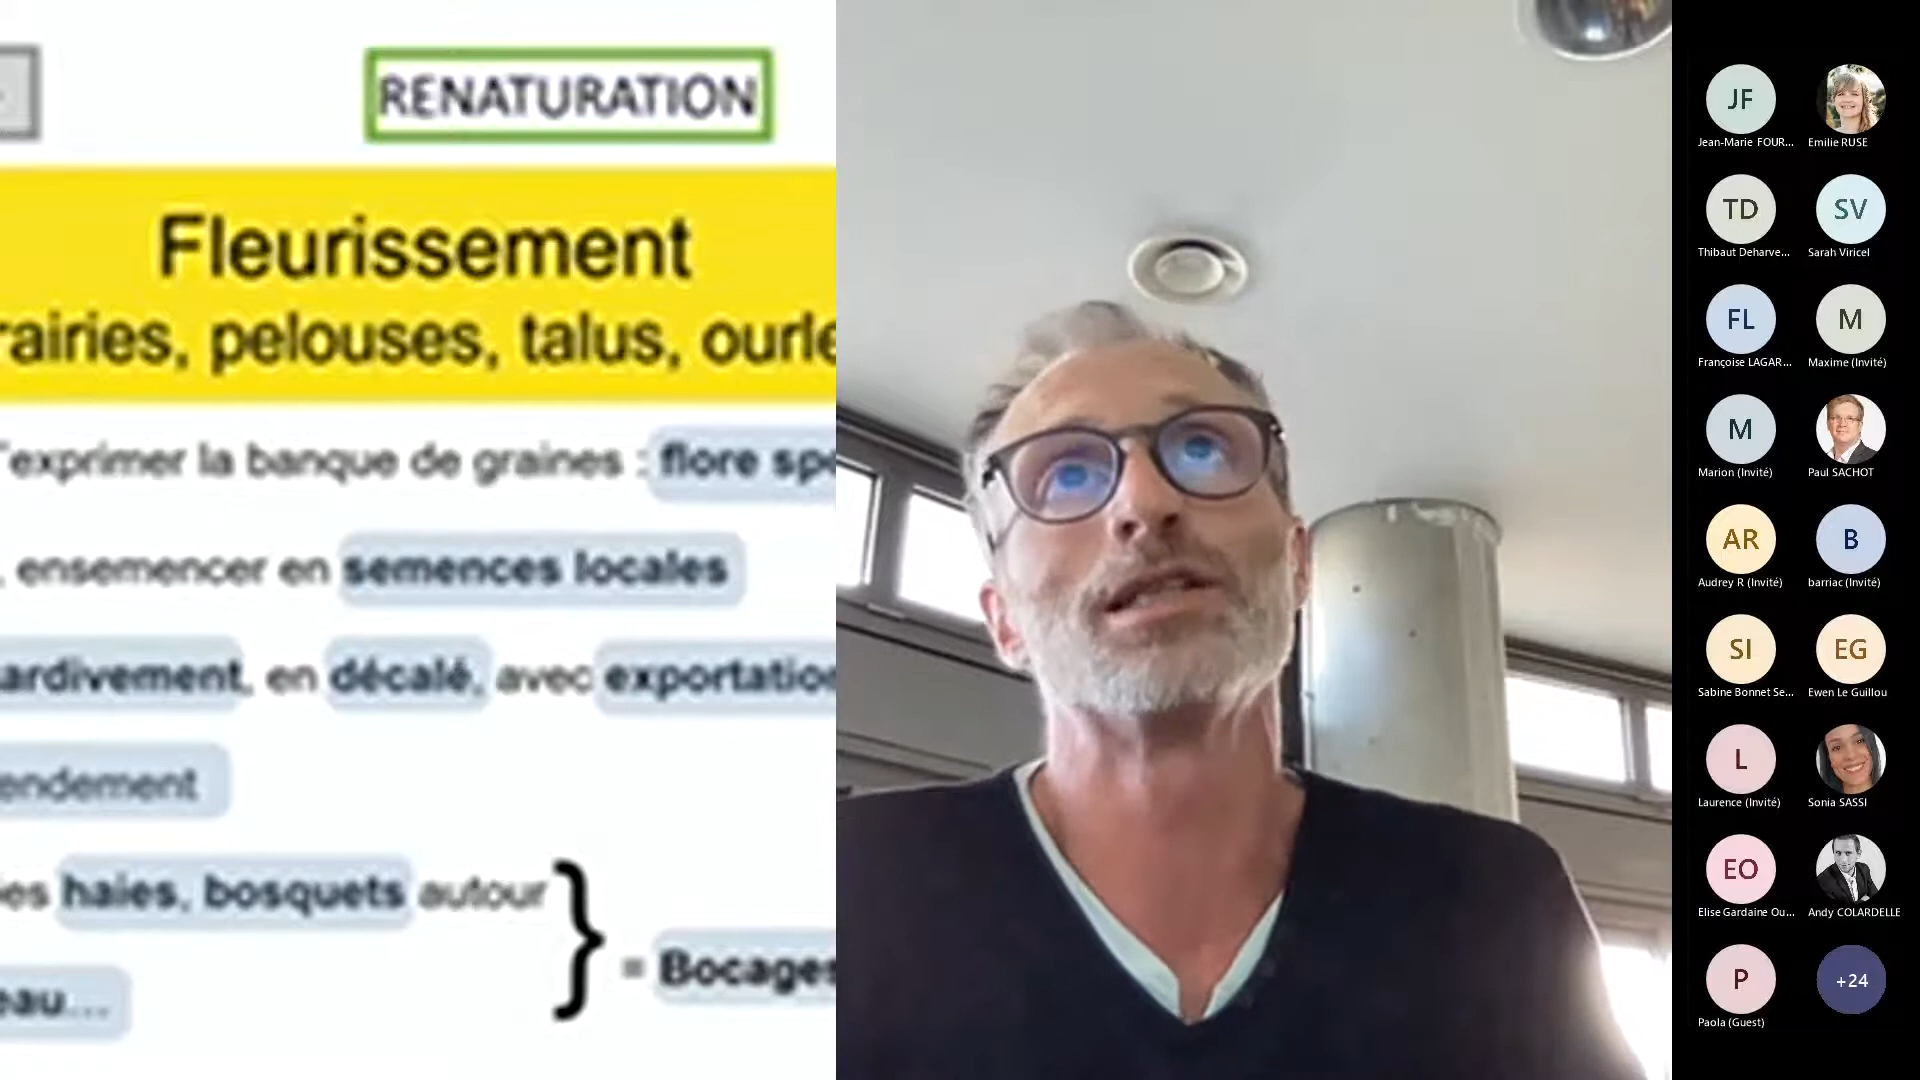 RENATURATION
Fleurissement
rairies, pelouses, talus, ourle
'exprimer la banque de graines : flore spe
, ensemencer en semences locales
ardivement, en décalé, avec exportation
endement
es haies, bosquets autour
}
= Bocages
eau...
JF
Jean-Marie FOUR...
Emilie RUSE
TD
Thibaut Deharve...
SV
Sarah Viricel
FL
Françoise LAGAR...
M
Maxime (Invité)
M
Marion (Invité)
Paul SACHOT
AR
Audrey R (Invité)
B
barriac (Invité)
SI
Sabine Bonnet Se...
EG
Ewen Le Guillou
L
Laurence (Invité)
Sonia SASSI
EO
Elise Gardaine Ou...
Andy COLARDELLE
P
Paola (Guest)
+24